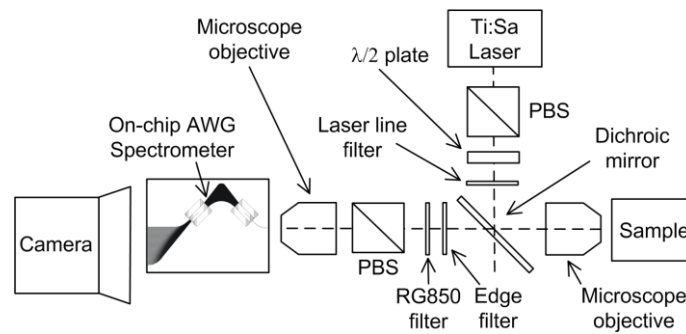 Microscope
objective
Ti:Sa
Laser
λ/2 plate
PBS
On-chip AWG
Spectrometer
Laser line
filter
Dichroic
mirror
Camera
Sample
PBS
RG850
filter
Edge
filter
Microscope
objective